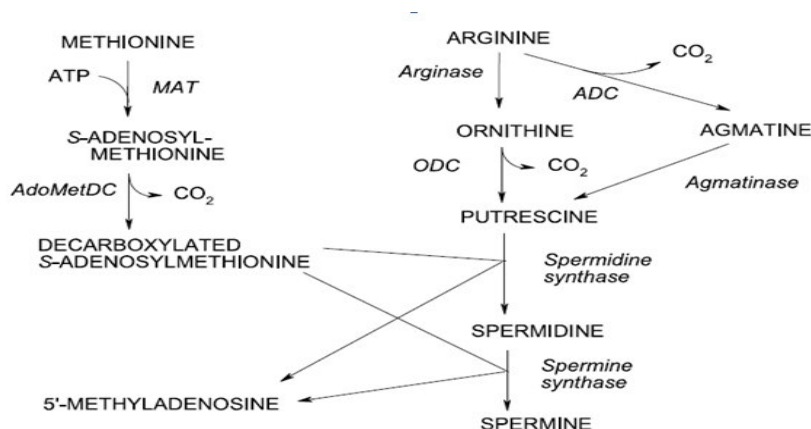 METHIONINE
ATP
MAT
S-ADENOSYL-
METHIONINE
AdoMetDC
CO2
DECARBOXYLATED
S-ADENOSYLMETHIONINE
5'-METHYLADENOSINE
ARGININE
Arginase
CO2
ADC
ORNITHINE
AGMATINE
ODC
CO2
Agmatinase
PUTRESCINE
Spermidine
synthase
SPERMIDINE
Spermine
synthase
SPERMINE